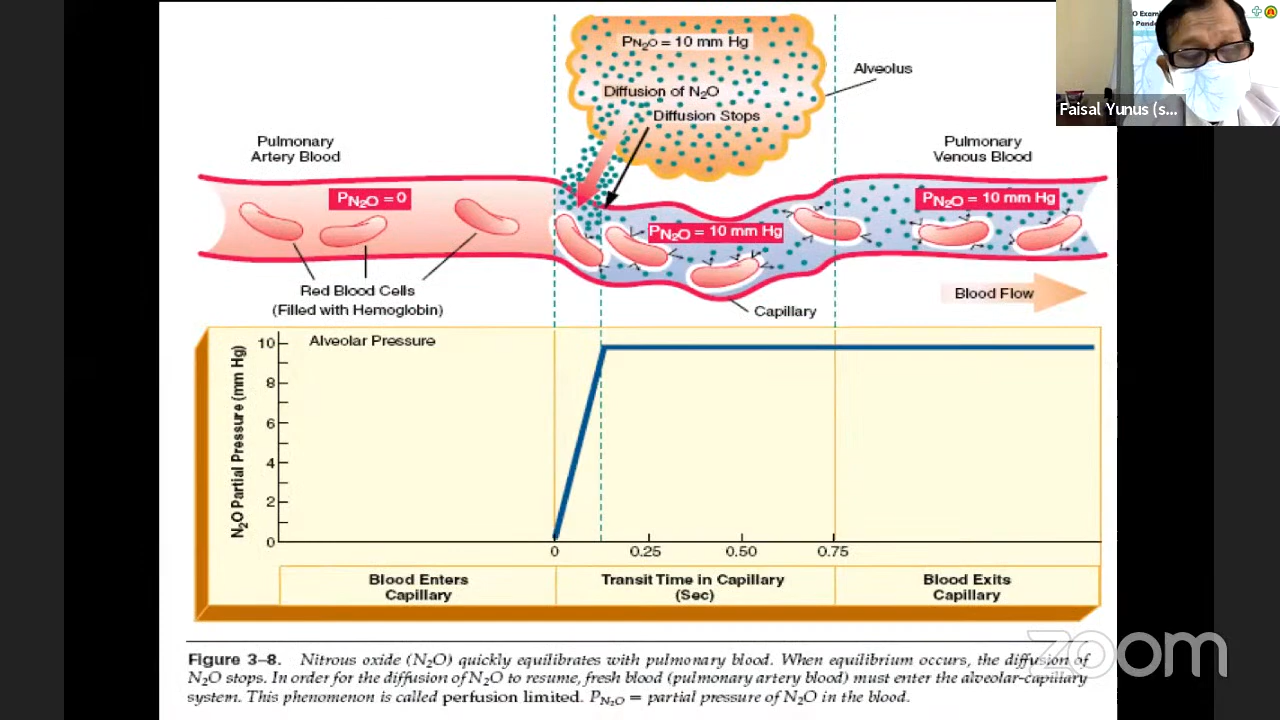 O Exami
Pande
Faisal Yunus (s...
PN₂O = 10 mm Hg
Alveolus
Diffusion of N₂O
Diffusion Stops
Pulmonary
Artery Blood
Pulmonary
Venous Blood
PN₂O = 0
PN₂O = 10 mm Hg
PN₂O = 10 mm Hg
Red Blood Cells
(Filled with Hemoglobin)
Blood Flow
Capillary
Alveolar Pressure
N₂O Partial Pressure (mm Hg)
10
8
6
4
2
0
0 0.25 0.50 0.75
Blood Enters
Capillary
Transit Time in Capillary
(Sec)
Blood Exits
Capillary
zoom
Figure 3–8. Nitrous oxide (N₂O) quickly equilibrates with pulmonary blood. When equilibrium occurs, the diffusion of
N₂O stops. In order for the diffusion of N₂O to resume, fresh blood (pulmonary artery blood) must enter the alveolar-capillary
system. This phenomenon is called perfusion limited. PN₂O = partial pressure of N₂O in the blood.